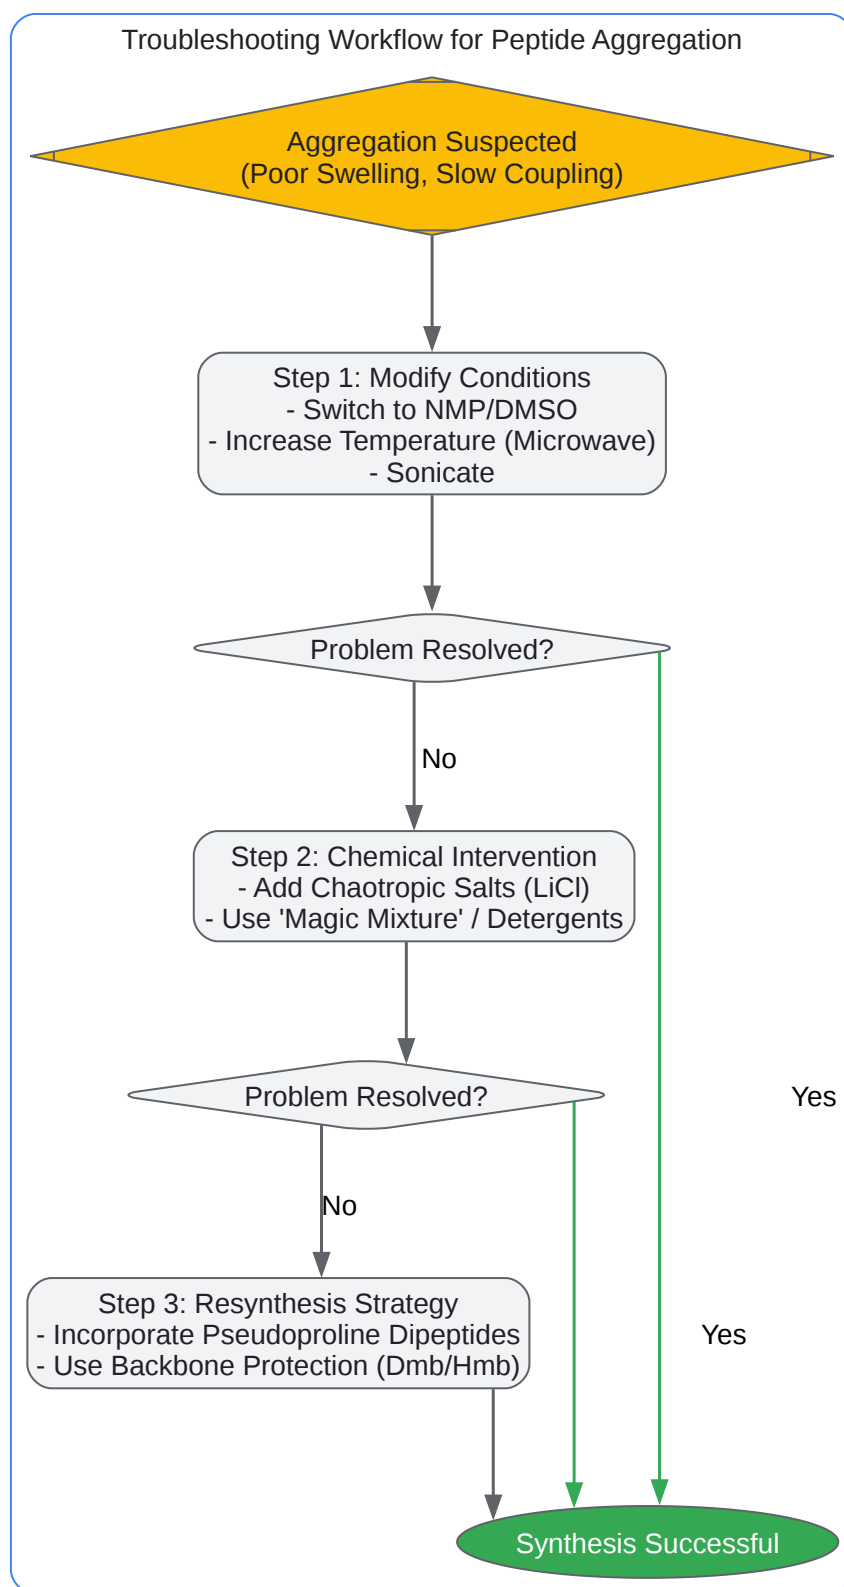 Troubleshooting Workflow for Peptide Aggregation
Aggregation Suspected
(Poor Swelling, Slow Coupling)
Step 1: Modify Conditions
- Switch to NMP/DMSO
- Increase Temperature (Microwave)
- Sonicate
Problem Resolved?
No
Step 2: Chemical Intervention
- Add Chaotropic Salts (LiCl)
- Use 'Magic Mixture' / Detergents
Problem Resolved?
Yes
No
Step 3: Resynthesis Strategy
- Incorporate Pseudoproline Dipeptides
- Use Backbone Protection (Dmb/Hmb)
Yes
Synthesis Successful